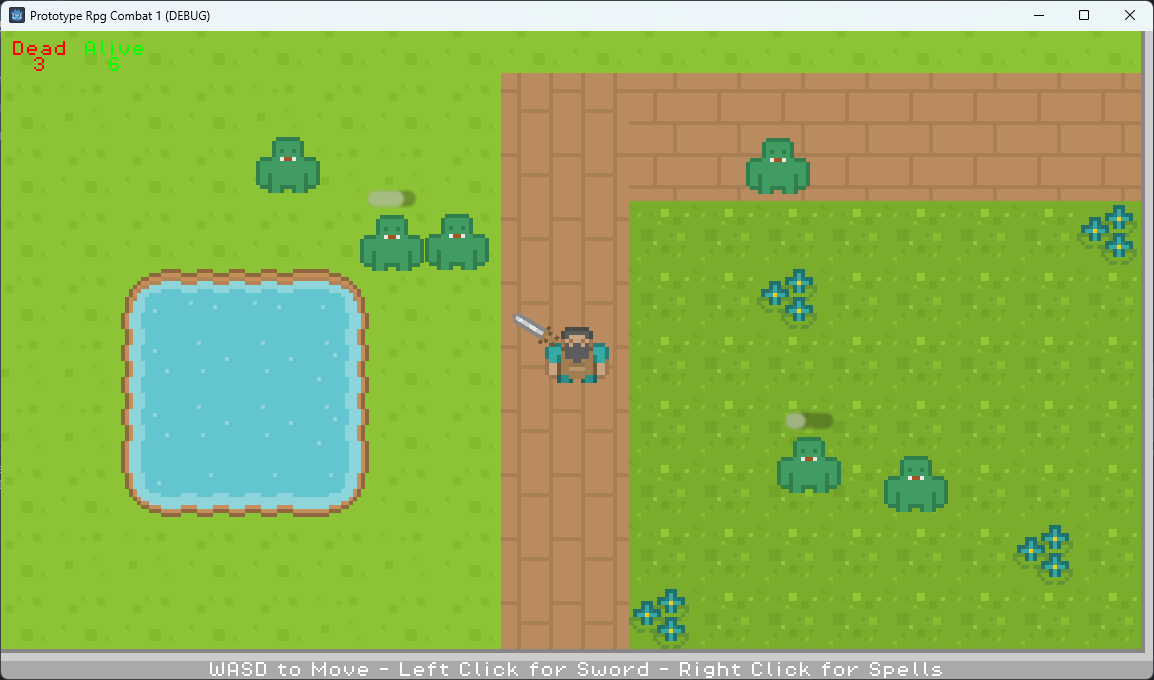 Prototype Rpg Combat 1 (DEBUG)
Dead Alive
3 6
WASD to Move - Left Click for Sword - Right Click for Spells